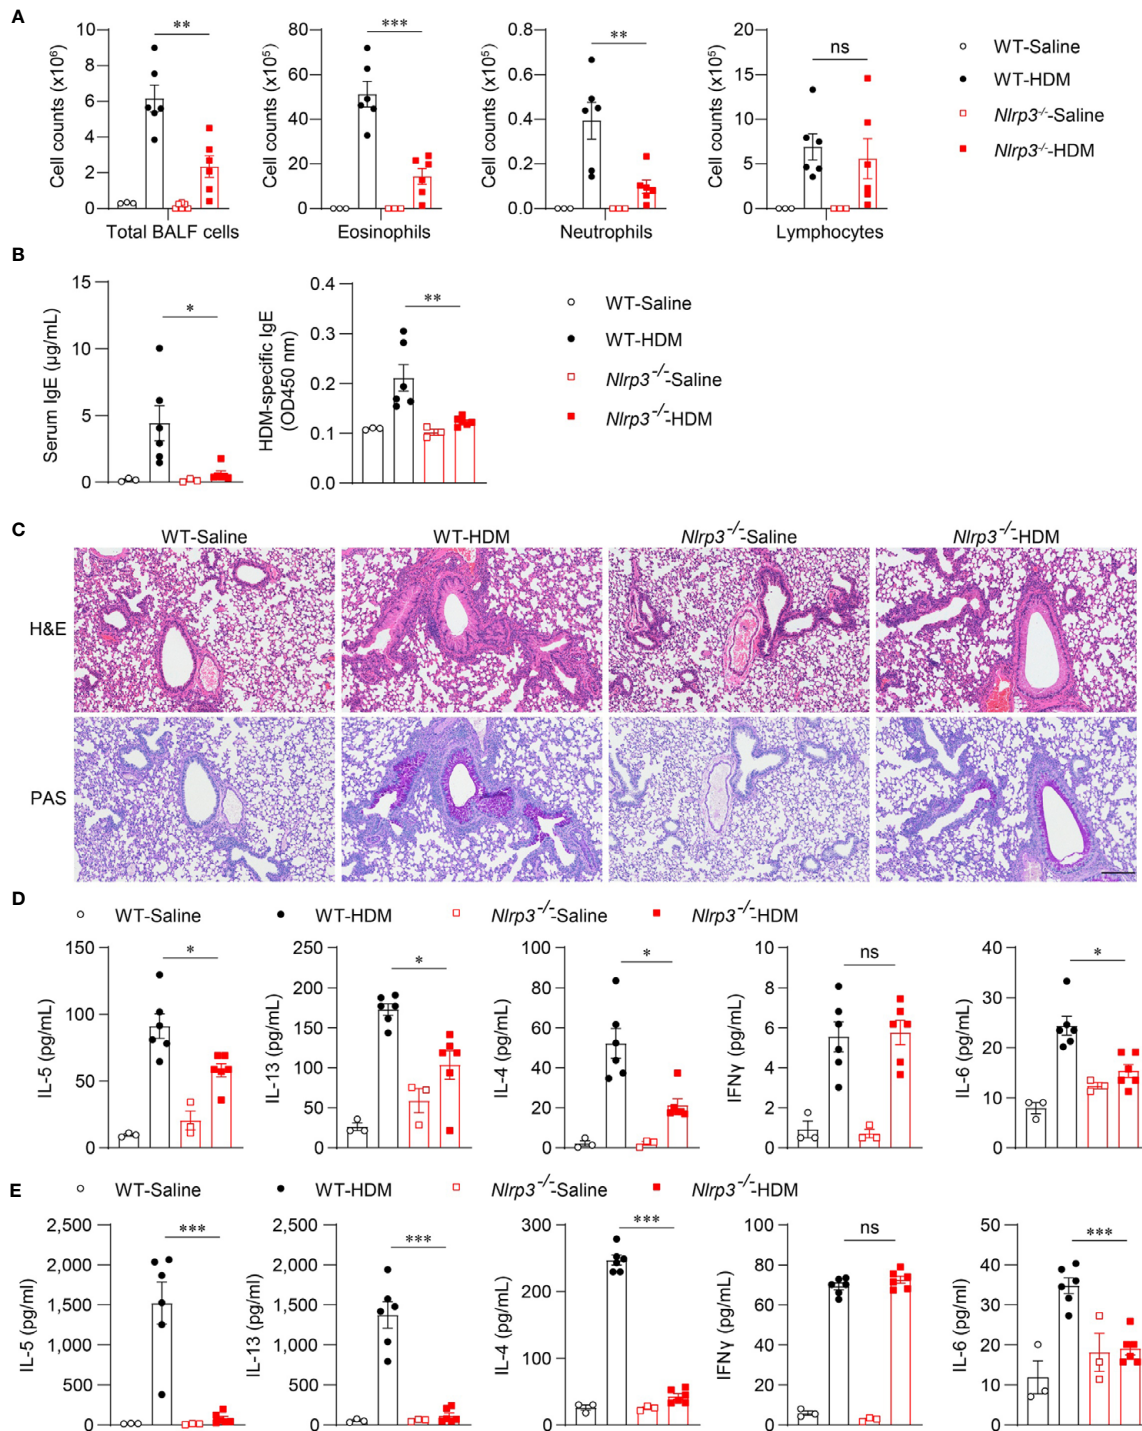 A
Cell counts (x10⁶)
10
8
6
4
2
0
**
Total BALF cells
Cell counts (x10⁵)
80
60
40
20
0
***
Eosinophils
Cell counts (x10⁵)
0.8
0.6
0.4
0.2
0.0
**
Neutrophils
Cell counts (x10⁵)
20
15
10
5
0
ns
Lymphocytes
WT-Saline
WT-HDM
Nlrp3⁻/⁻-Saline
Nlrp3⁻/⁻-HDM
B
Serum IgE (µg/mL)
15
10
5
0
*
HDM-specific IgE
(OD450 nm)
0.4
0.3
0.2
0.1
0.0
**
WT-Saline
WT-HDM
Nlrp3⁻/⁻-Saline
Nlrp3⁻/⁻-HDM
C
WT-Saline
WT-HDM
Nlrp3⁻/⁻-Saline
Nlrp3⁻/⁻-HDM
H&E
PAS
D
WT-Saline
WT-HDM
Nlrp3⁻/⁻-Saline
Nlrp3⁻/⁻-HDM
IL-5 (pg/mL)
150
100
50
0
*
IL-13 (pg/mL)
250
200
150
100
50
0
*
IL-4 (pg/mL)
100
80
60
40
20
0
*
IFNγ (pg/mL)
10
8
6
4
2
0
ns
IL-6 (pg/mL)
40
30
20
10
0
*
E
WT-Saline
WT-HDM
Nlrp3⁻/⁻-Saline
Nlrp3⁻/⁻-HDM
IL-5 (pg/ml)
2,500
2,000
1,500
1,000
500
0
***
IL-13 (pg/ml)
2,500
2,000
1,500
1,000
500
0
***
IL-4 (pg/mL)
300
200
100
0
***
IFNγ (pg/mL)
100
80
60
40
20
0
ns
IL-6 (pg/ml)
50
40
30
20
10
0
***